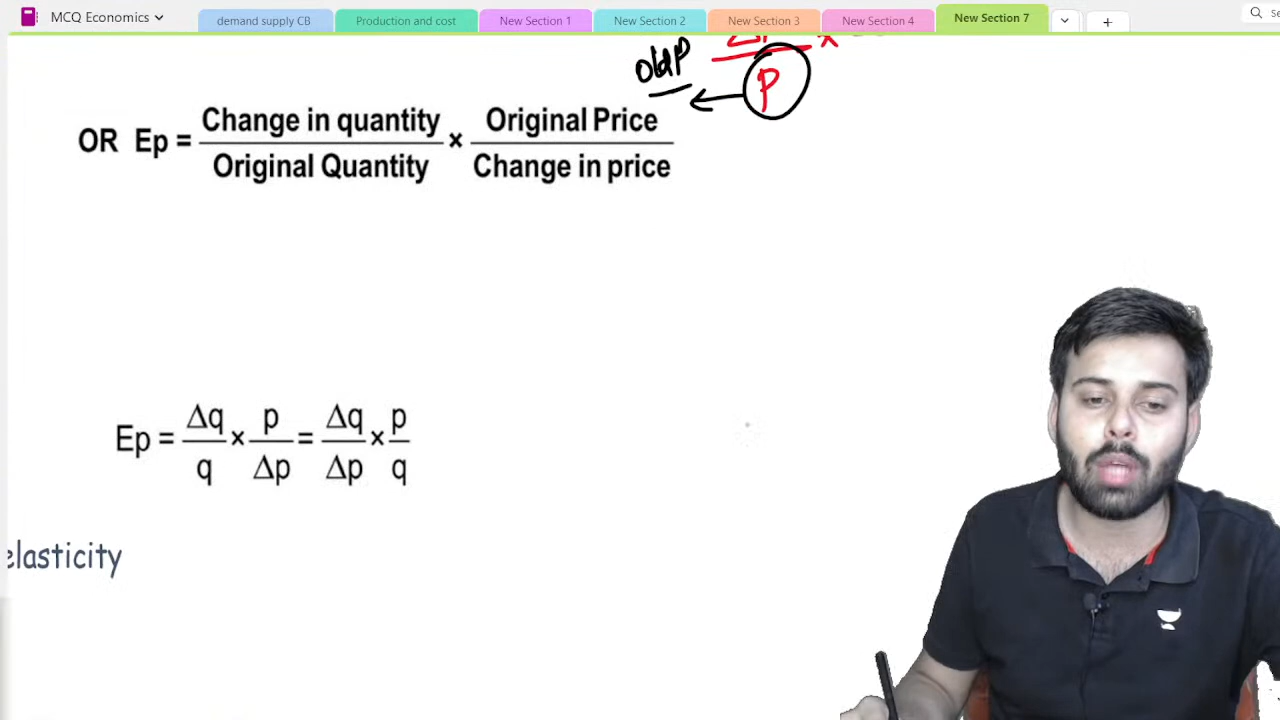 MCQ Economics
demand supply CB
Production and cost
New Section 1
New Section 2
New Section 3
New Section 4
New Section 7
+
old P
P
OR Ep = Change in quantity / Original Quantity × Original Price / Change in price
Ep = Δq / q × p / Δp = Δq / Δp × p / q
elasticity